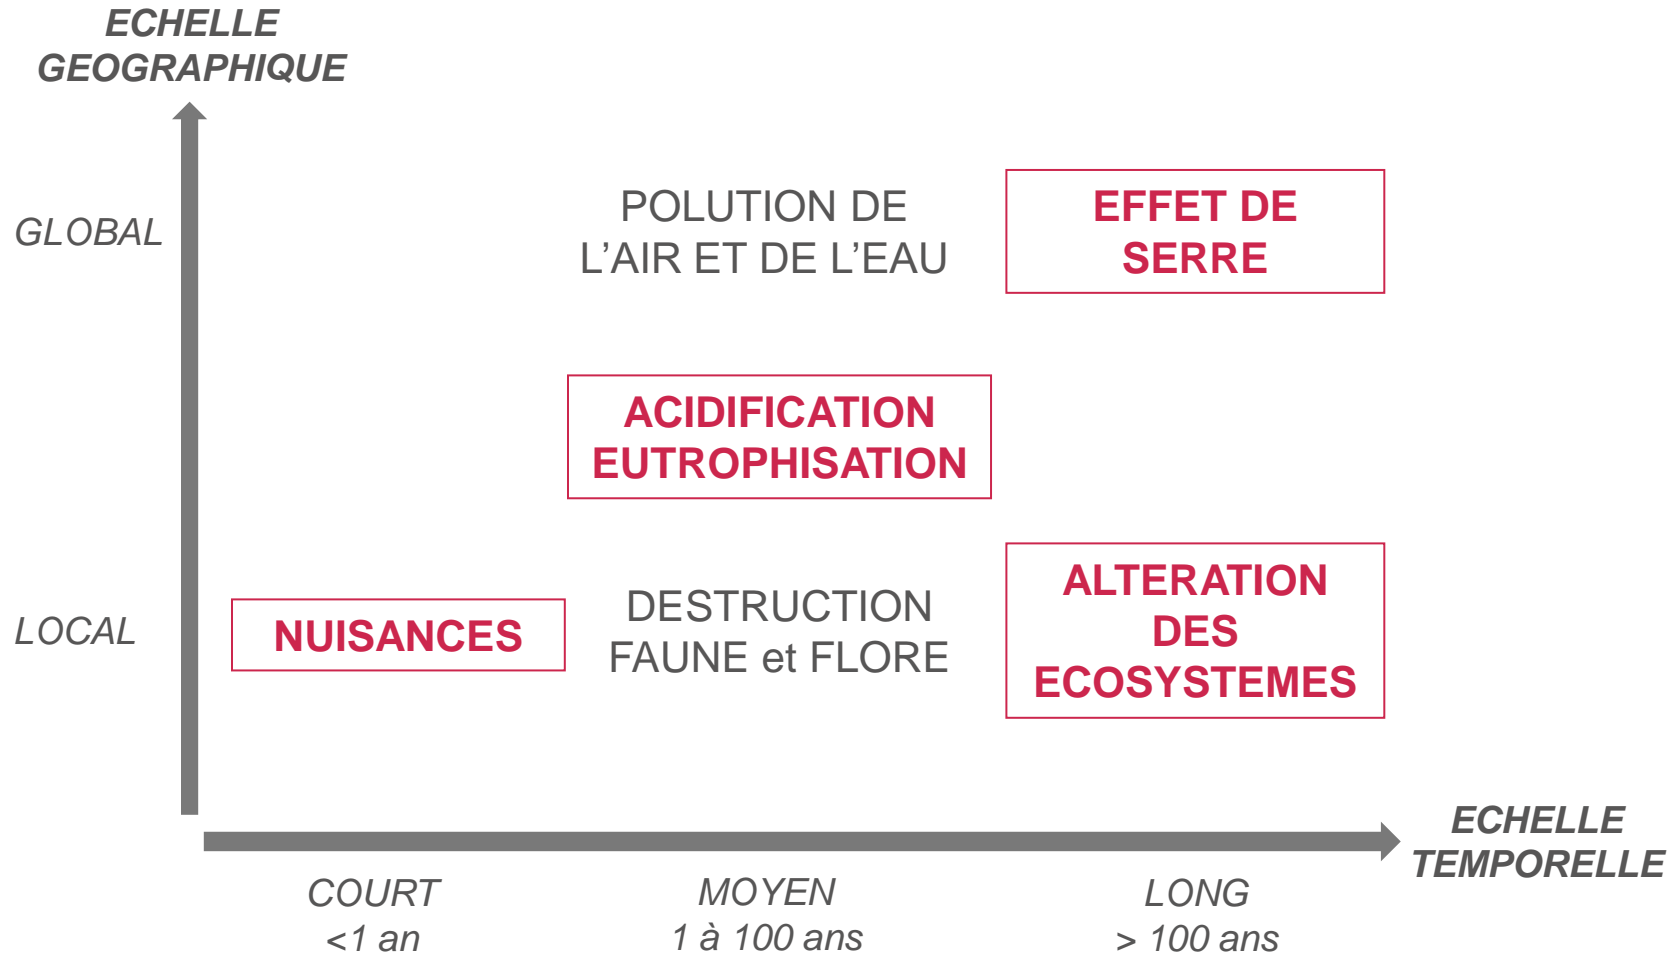 ECHELLE
GEOGRAPHIQUE
GLOBAL
POLUTION DE
L’AIR ET DE L’EAU
EFFET DE
SERRE
ACIDIFICATION
EUTROPHISATION
LOCAL
NUISANCES
DESTRUCTION
FAUNE et FLORE
ALTERATION
DES
ECOSYSTEMES
ECHELLE
TEMPORELLE
COURT
<1 an
MOYEN
1 à 100 ans
LONG
> 100 ans